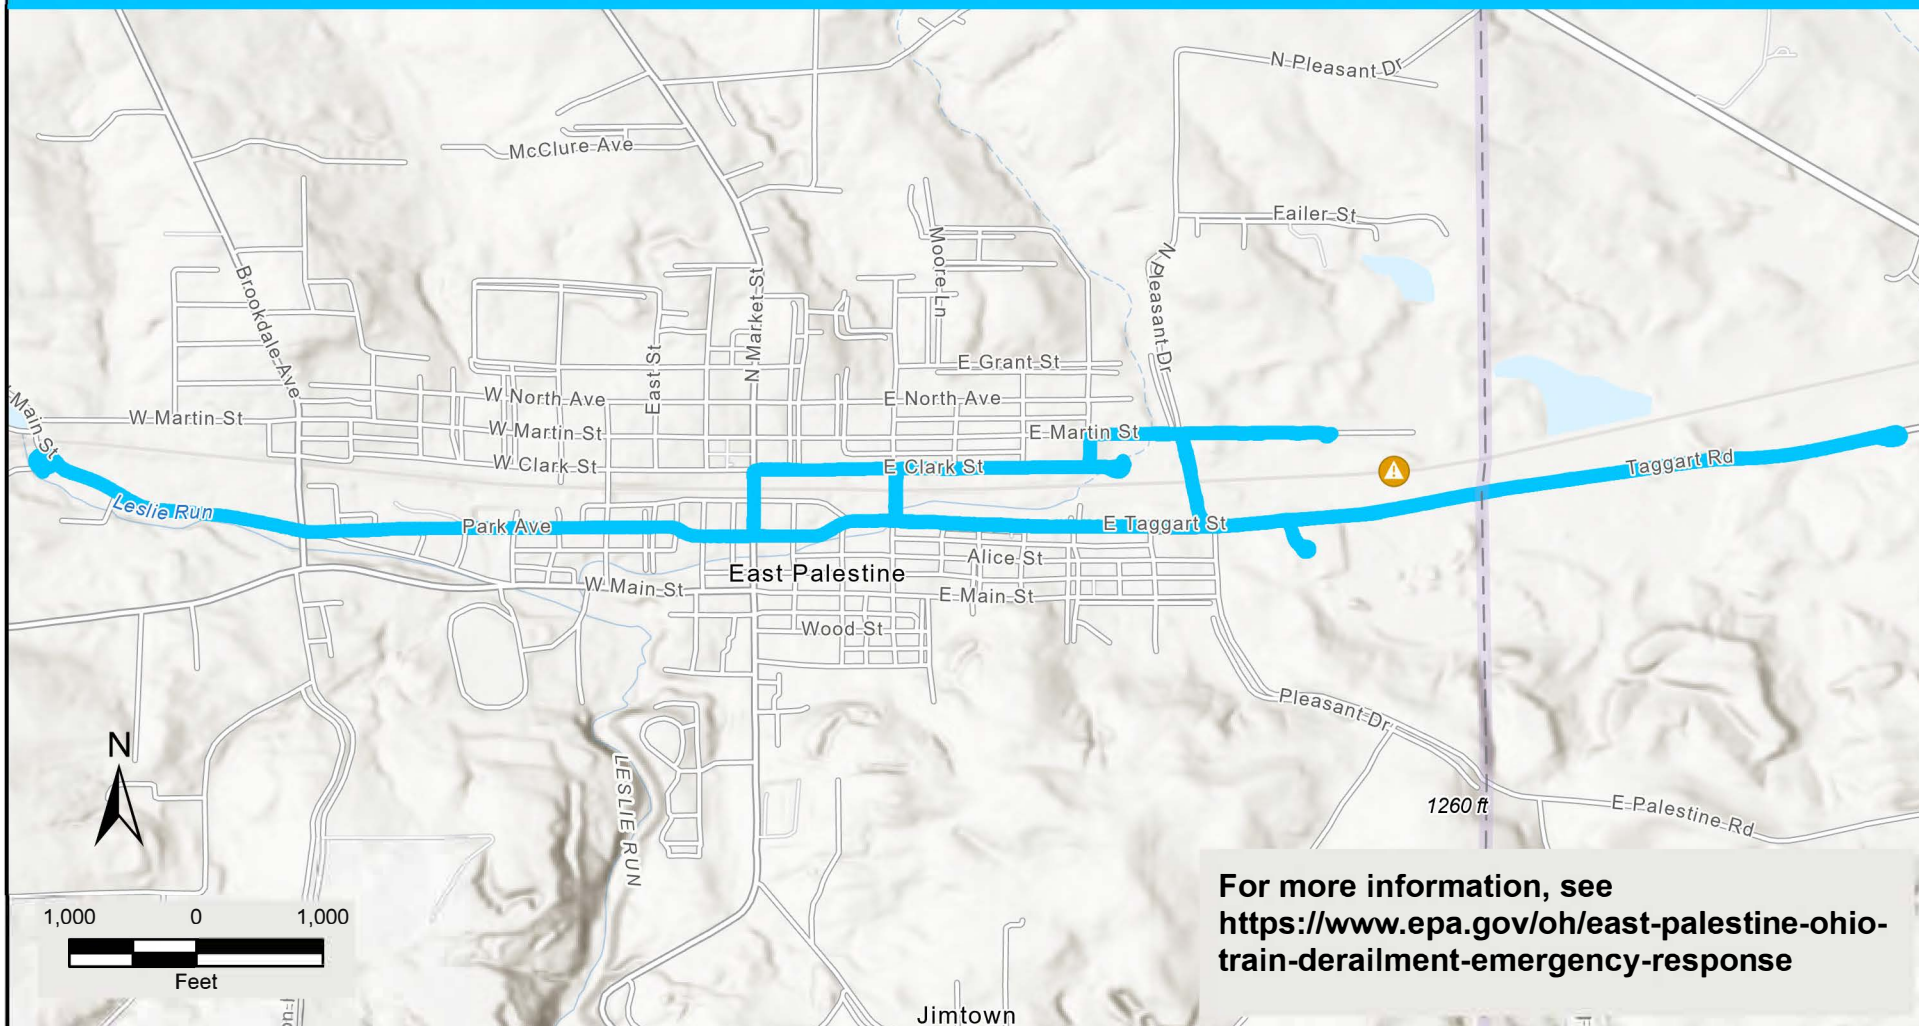 N Pleasant Dr
McClure Ave
Failer St
Moore Ln
N Pleasant Dr
Brookdale Ave
N Market St
East St
E Grant St
W North Ave
E North Ave
Main St
W Martin St
W Martin St
E Martin St
W Clark St
E Clark St
Taggart Rd
Leslie Run
Park Ave
E Taggart St
Alice St
East Palestine
W Main St
E Main St
Wood St
Pleasant Dr
N
LESLIE RUN
1260 ft
E Palestine Rd
For more information, see
https://www.epa.gov/oh/east-palestine-ohio-
train-derailment-emergency-response
1,000 0 1,000
Feet
Jimtown